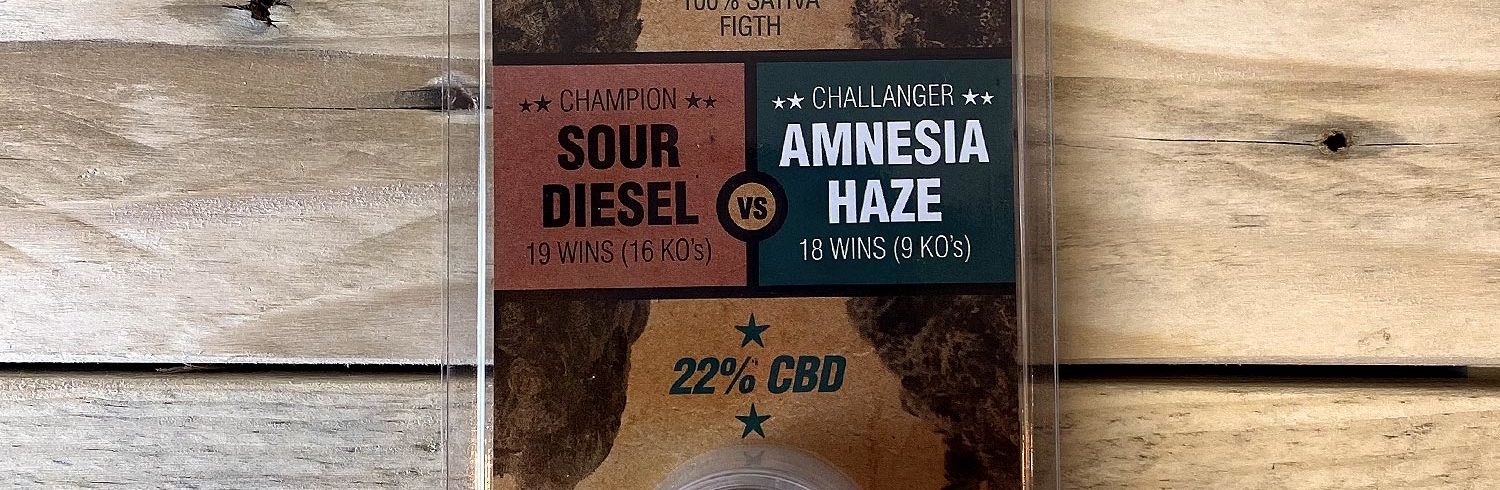 100% SATIVA
FIGTH
★★ CHAMPION ★★
SOUR
DIESEL
19 WINS (16 KO's)
VS
★★ CHALLANGER ★★
AMNESIA
HAZE
18 WINS (9 KO's)
22% CBD